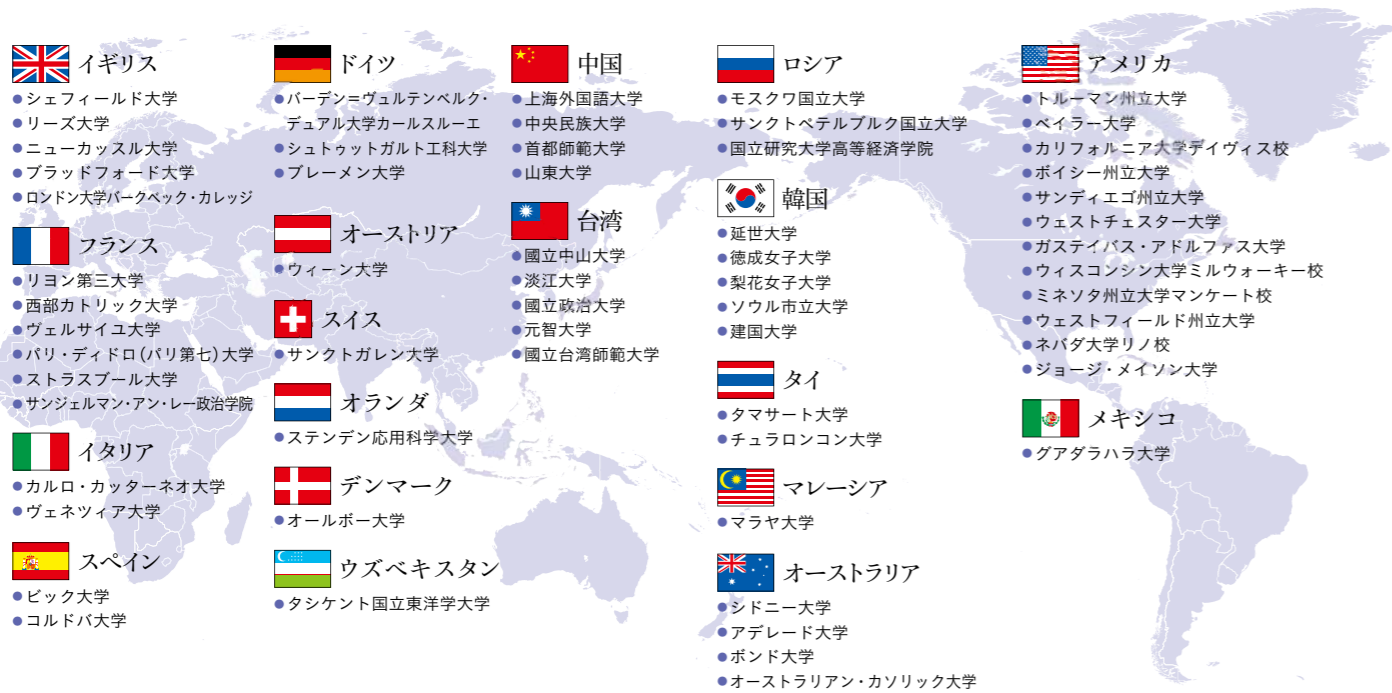 イギリス
●シェフィールド大学
●リーズ大学
●ニューカッスル大学
●ブラッドフォード大学
●ロンドン大学バークベック・カレッジ
フランス
●リヨン第三大学
●西部カトリック大学
●ヴェルサイユ大学
●パリ・ディドロ(パリ第七)大学
●ストラスブール大学
●サンジェルマン・アン・レー政治学院
イタリア
●カルロ・カッターネオ大学
●ヴェネツィア大学
スペイン
●ビック大学
●コルドバ大学
ドイツ
●バーデン=ヴュルテンベルク・
デュアル大学カールスルーエ
●シュトゥットガルト工科大学
●ブレーメン大学
オーストリア
●ウィーン大学
スイス
●サンクトガレン大学
オランダ
●ステンデン応用科学大学
デンマーク
●オールボー大学
ウズベキスタン
●タシケント国立東洋学大学
中国
●上海外国語大学
●中央民族大学
●首都師範大学
●山東大学
台湾
●國立中山大学
●淡江大学
●國立政治大学
●元智大学
●國立台湾師範大学
ロシア
●モスクワ国立大学
●サンクトペテルブルク国立大学
●国立研究大学高等経済学院
韓国
●延世大学
●徳成女子大学
●梨花女子大学
●ソウル市立大学
●建国大学
タイ
●タマサート大学
●チュラロンコン大学
マレーシア
●マラヤ大学
オーストラリア
●シドニー大学
●アデレード大学
●ボンド大学
●オーストラリアン・カソリック大学
アメリカ
●トルーマン州立大学
●ベイラー大学
●カリフォルニア大学デイヴィス校
●ボイシー州立大学
●サンディエゴ州立大学
●ウェストチェスター大学
●ガステイバス・アドルファス大学
●ウィスコンシン大学ミルウォーキー校
●ミネソタ州立大学マンケート校
●ウェストフィールド州立大学
●ネバダ大学リノ校
●ジョージ・メイソン大学
メキシコ
●グアダラハラ大学